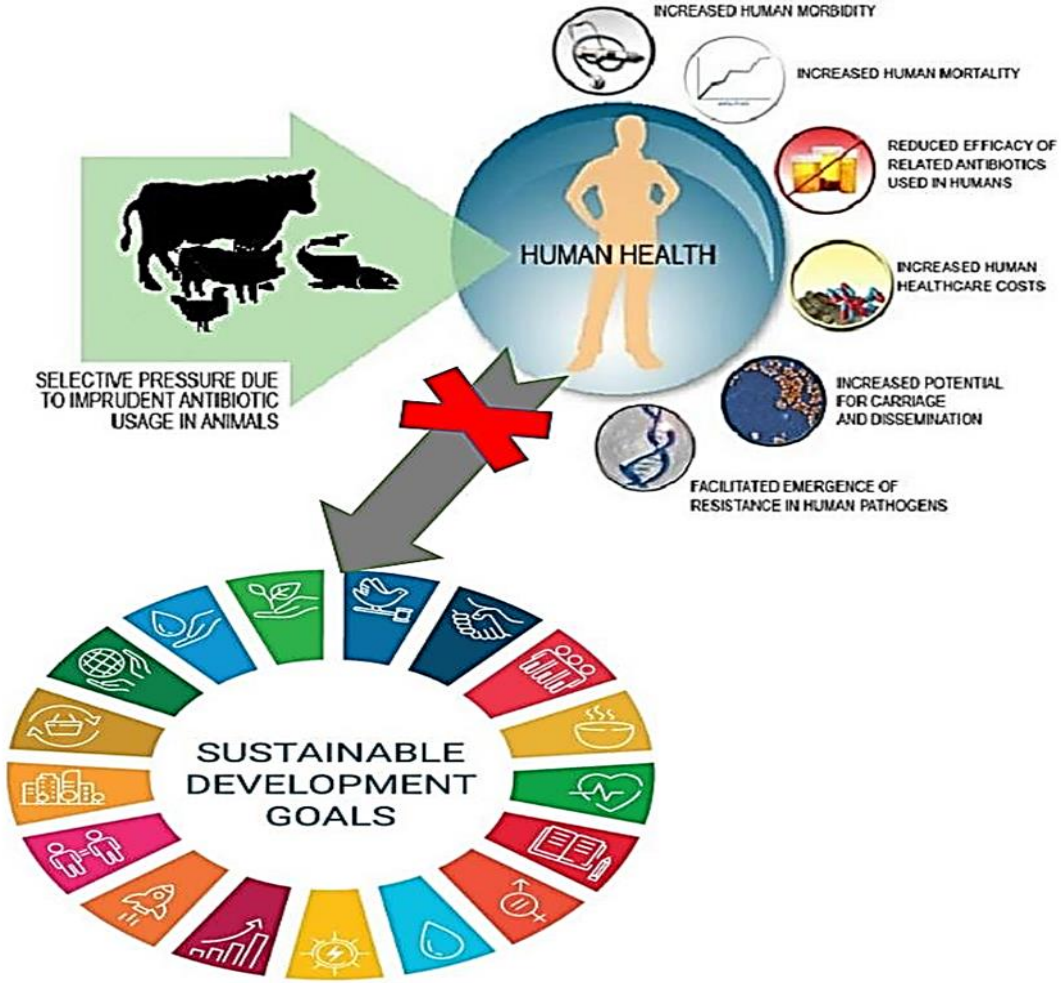 INCREASED HUMAN MORBIDITY
INCREASED HUMAN MORTALITY
REDUCED EFFICACY OF
RELATED ANTIBIOTICS
USED IN HUMANS
HUMAN HEALTH
INCREASED HUMAN
HEALTHCARE COSTS
SELECTIVE PRESSURE DUE
TO IMPRUDENT ANTIBIOTIC
USAGE IN ANIMALS
INCREASED POTENTIAL
FOR CARRIAGE
AND DISSEMINATION
FACILITATED EMERGENCE OF
RESISTANCE IN HUMAN PATHOGENS
SUSTAINABLE
DEVELOPMENT
GOALS